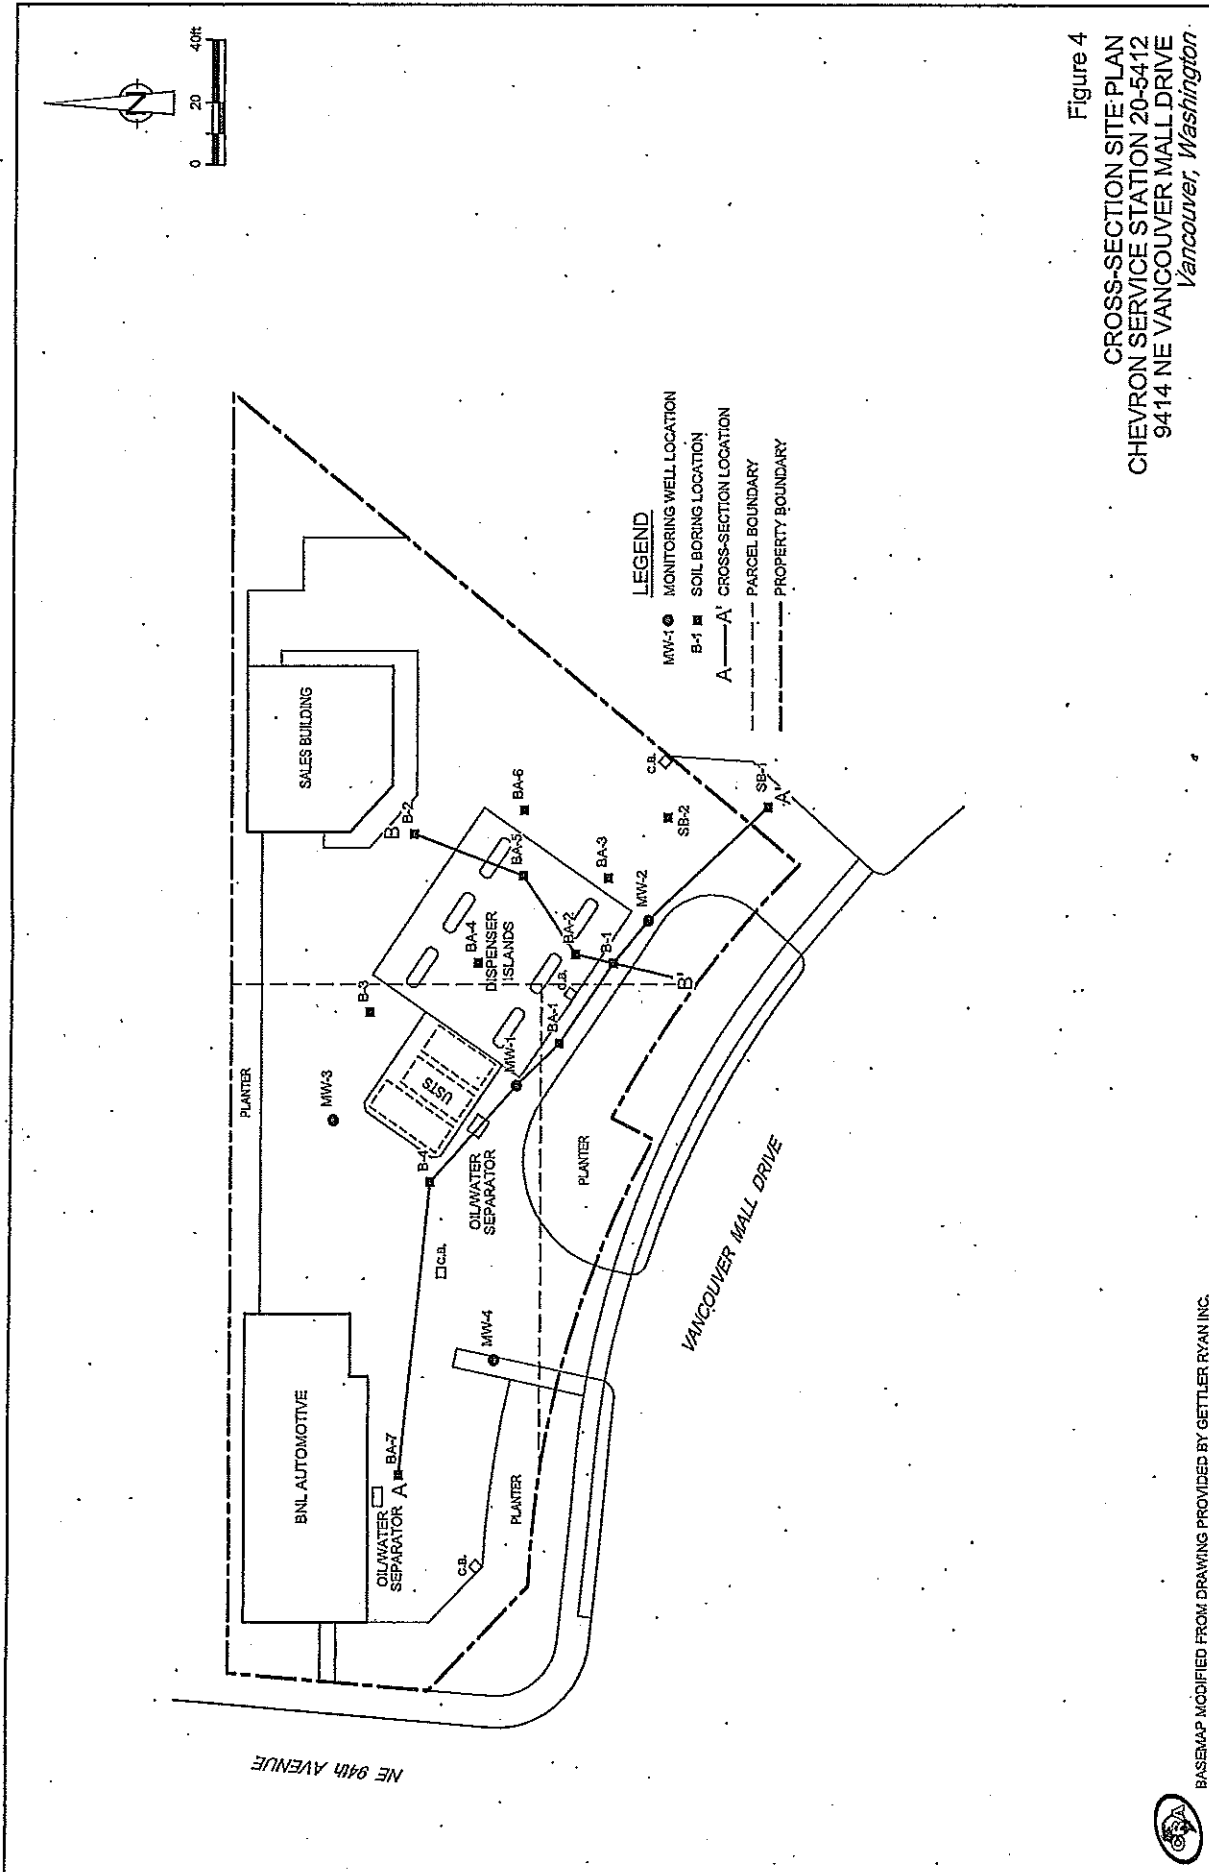 N
0
20
40ft
SALES BUILDING
PLANTER
MW-3
B-3
B
B-2
BA-6
BA-5
BA-4
DISPENSER
ISLANDS
BA-3
BA-2
B-1
MW-2
SB-2
C.B.
SB-1
A'
B'
C.B.
BA-1
MW-1
USTS
B-4
OIL/WATER
SEPARATOR
PLANTER
C.B.
MW-4
BNL AUTOMOTIVE
BA-7
A
OIL/WATER
SEPARATOR
C.B.
PLANTER
VANCOUVER MALL DRIVE
NE 94th AVENUE
LEGEND
MW-1 MONITORING WELL LOCATION
B-1 SOIL BORING LOCATION
A A' CROSS-SECTION LOCATION
PARCEL BOUNDARY
PROPERTY BOUNDARY
Figure 4
CROSS-SECTION SITE PLAN
CHEVRON SERVICE STATION 20-5412
9414 NE VANCOUVER MALL DRIVE
Vancouver, Washington
CRA
BASEMAP MODIFIED FROM DRAWING PROVIDED BY GETTLER RYAN INC.